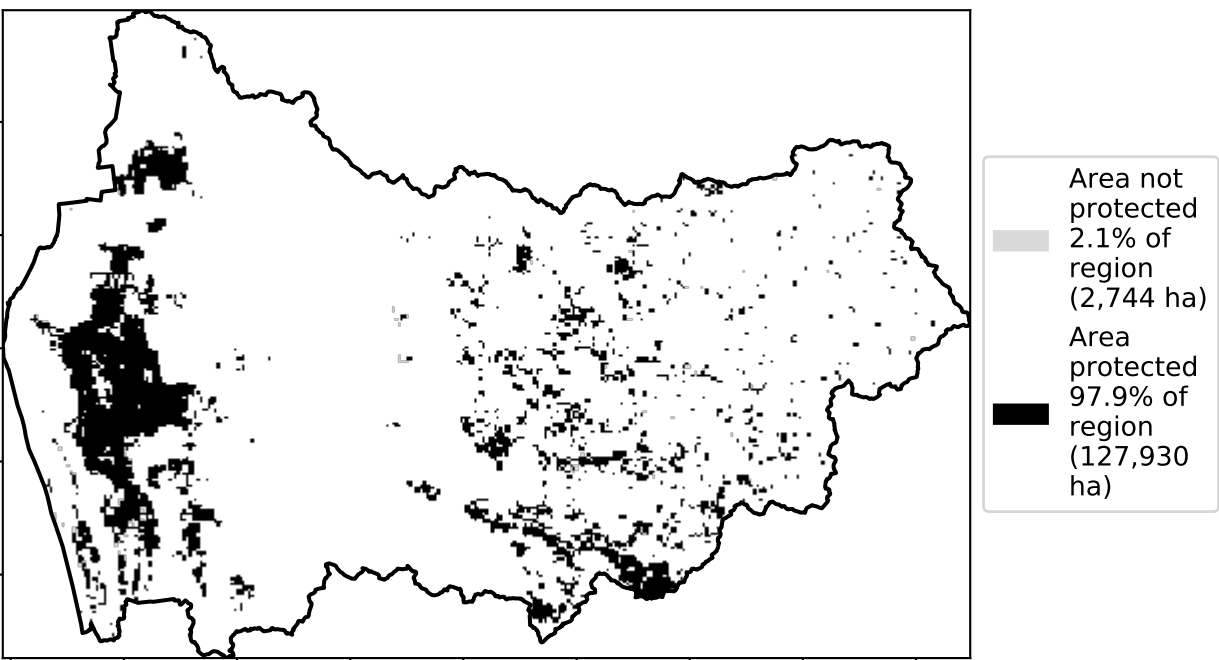 Area not
protected
2.1% of
region
(2,744 ha)
Area
protected
97.9% of
region
(127,930
ha)